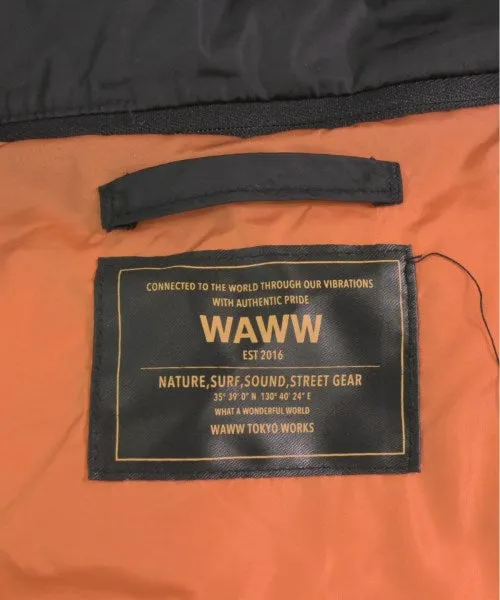 CONNECTED TO THE WORLD THROUGH OUR VIBRATIONS
WITH AUTHENTIC PRIDE
WAWW
EST 2016
NATURE,SURF,SOUND,STREET GEAR
35° 39' 0" N 130° 40' 24" E
WHAT A WONDERFUL WORLD
WAWW TOKYO WORKS